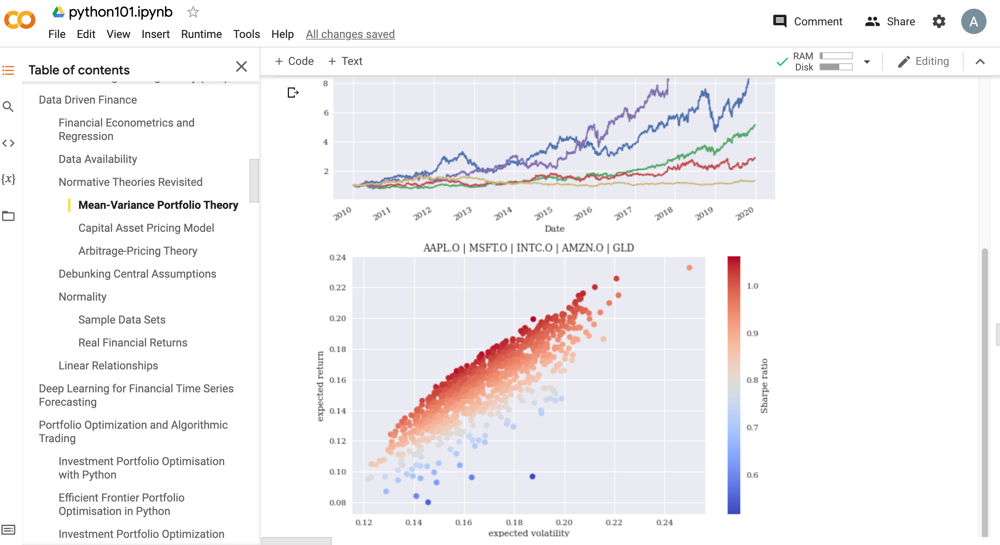 python101.ipynb
File Edit View Insert Runtime Tools Help All changes saved
Comment Share A
Table of contents
Data Driven Finance
Financial Econometrics and
Regression
Data Availability
Normative Theories Revisited
Mean-Variance Portfolio Theory
Capital Asset Pricing Model
Arbitrage-Pricing Theory
Debunking Central Assumptions
Normality
Sample Data Sets
Real Financial Returns
Linear Relationships
Deep Learning for Financial Time Series
Forecasting
Portfolio Optimization and Algorithmic
Trading
Investment Portfolio Optimisation
with Python
Efficient Frontier Portfolio
Optimisation in Python
Investment Portfolio Optimization
{x}
+ Code + Text
RAM
Disk
Editing
8
6
4
2
2010 2011 2012 2013 2014 2015 2016 2017 2018 2019 2020
Date
AAPL.O | MSFT.O | INTC.O | AMZN.O | GLD
0.24
0.22
0.20
0.18
0.16
0.14
0.12
0.10
0.08
expected return
0.12 0.14 0.16 0.18 0.20 0.22 0.24
expected volatility
1.0
0.9
0.8
0.7
0.6
Sharpe ratio